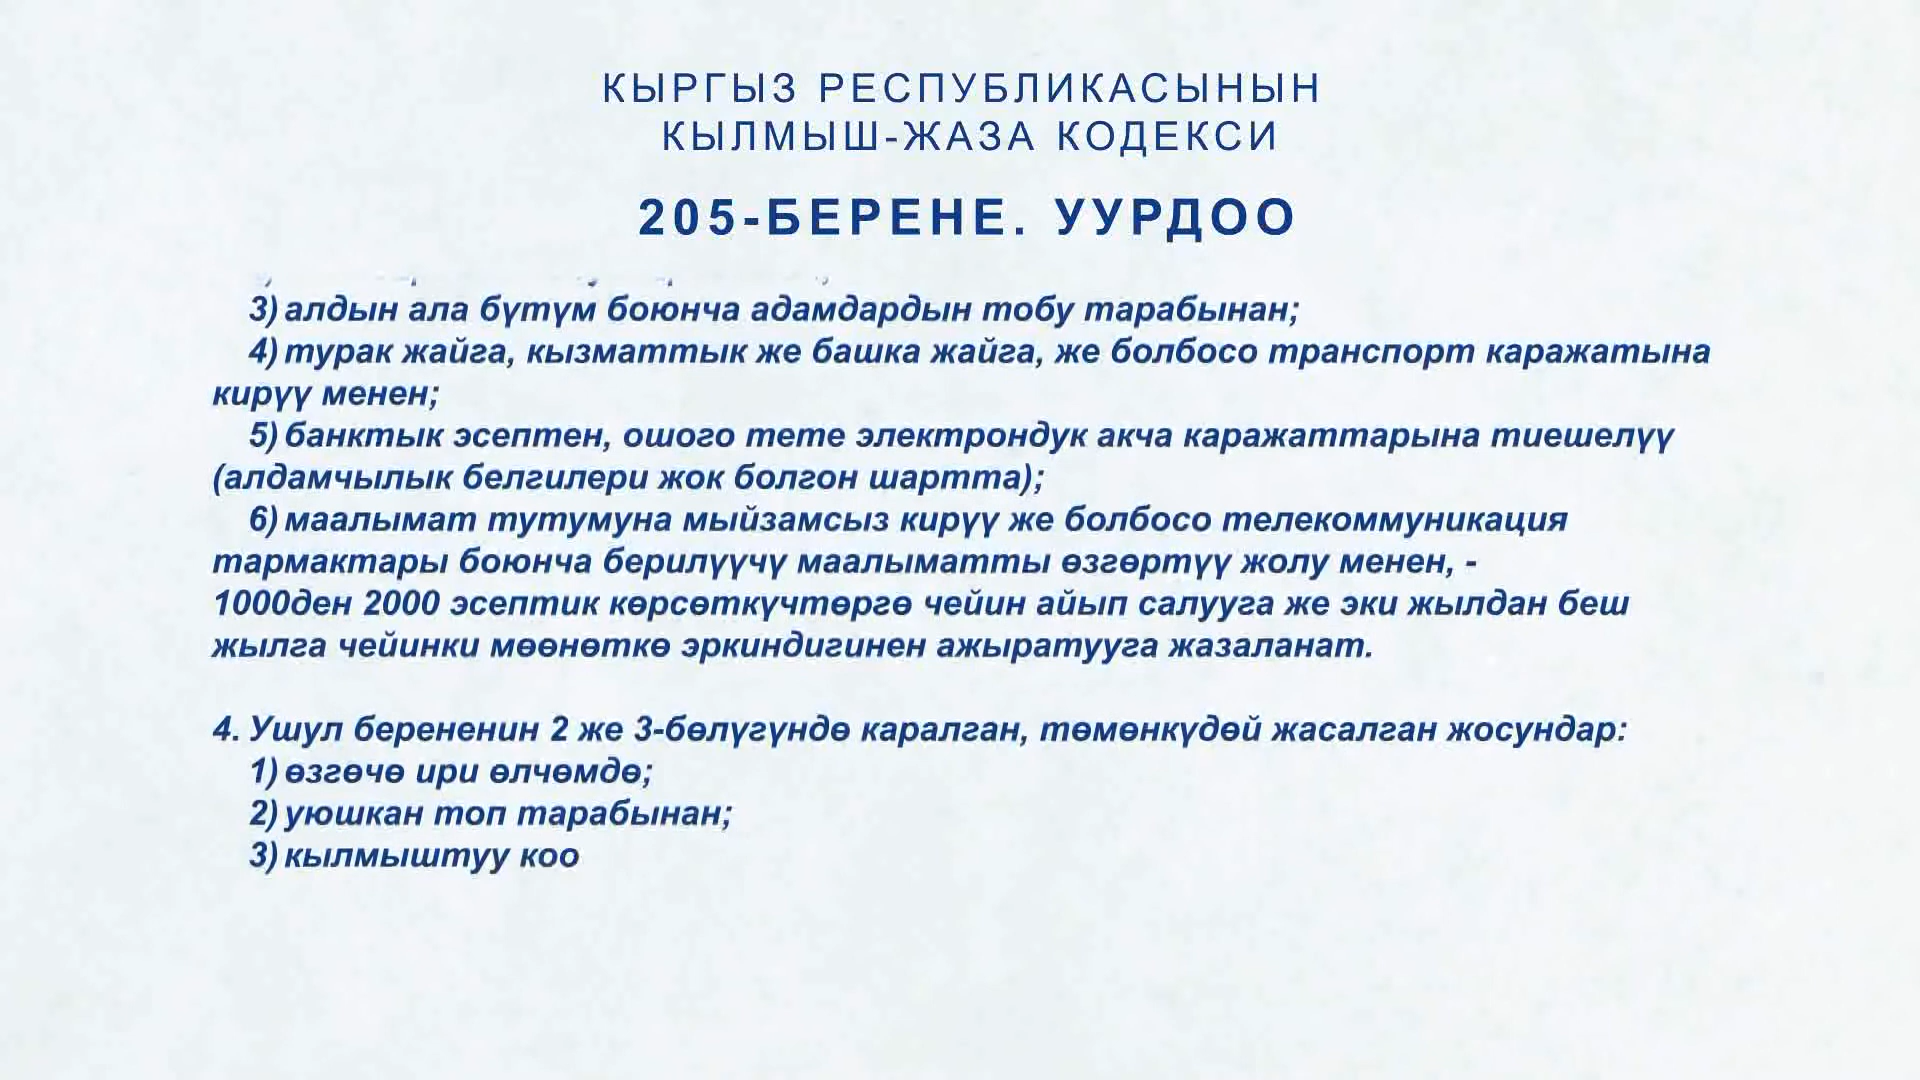 КЫРГЫЗ РЕСПУБЛИКАСЫНЫН
КЫЛМЫШ-ЖАЗА КОДЕКСИ
205-БЕРЕНЕ. УУРДОО
3) алдын ала бүтүм боюнча адамдардын тобу тарабынан;
4) турак жайга, кызматтык же башка жайга, же болбосо транспорт каражатына
кирүү менен;
5) банктык эсептен, ошого тете электрондук акча каражаттарына тиешелүү
(алдамчылык белгилери жок болгон шартта);
6) маалымат тутумуна мыйзамсыз кирүү же болбосо телекоммуникация
тармактары боюнча берилүүчү маалыматты өзгөртүү жолу менен, -
1000ден 2000 эсептик көрсөткүчтөргө чейин айып салууга же эки жылдан беш
жылга чейинки мөөнөткө эркиндигинен ажыратууга жазаланат.
4. Ушул берененин 2 же 3-бөлүгүндө каралган, төмөнкүдөй жасалган жосундар:
1) өзгөчө ири өлчөмдө;
2) уюшкан топ тарабынан;
3) кылмыштуу коо